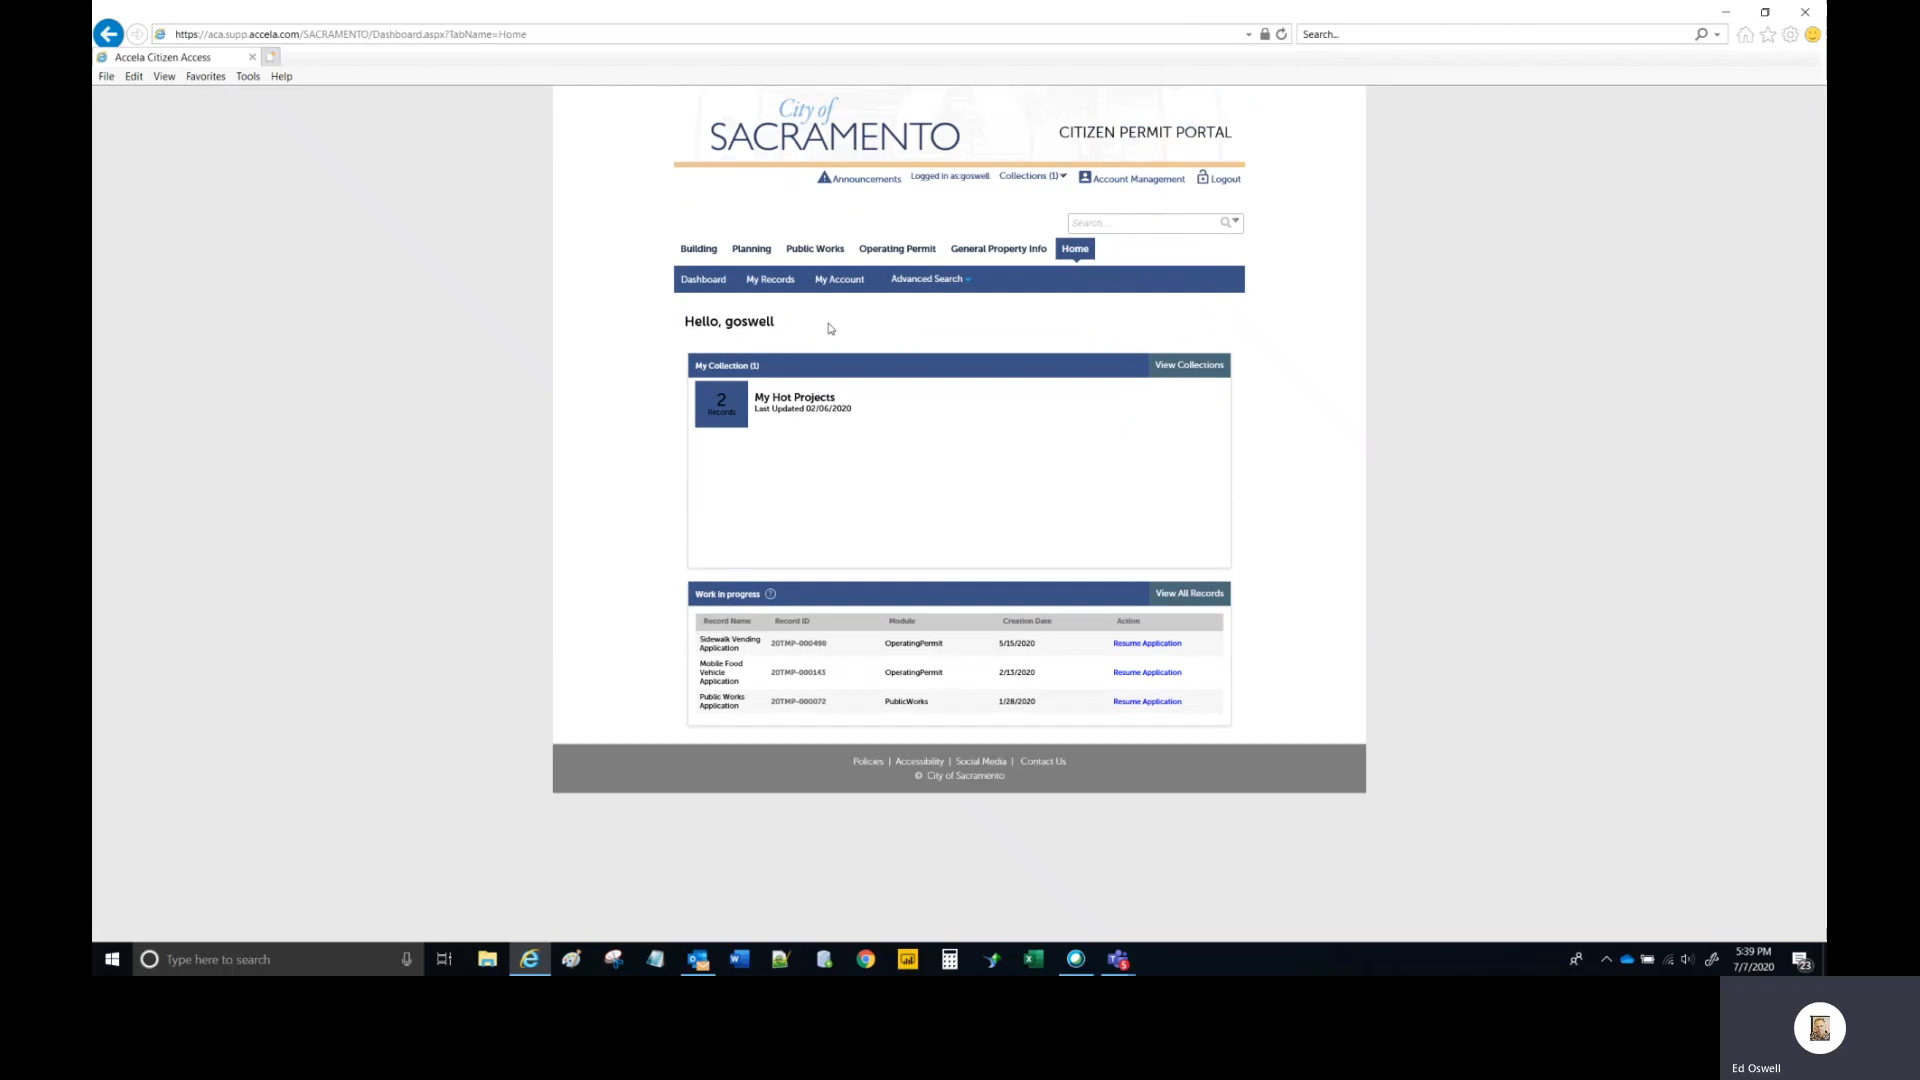 https://aca.supp.accela.com/SACRAMENTO/Dashboard.aspx?TabName=Home
Search...
Accela Citizen Access
File Edit View Favorites Tools Help
City of
SACRAMENTO
CITIZEN PERMIT PORTAL
Announcements Logged in as:goswell Collections (1) Account Management Logout
Search...
Building Planning Public Works Operating Permit General Property Info Home
Dashboard My Records My Account Advanced Search
Hello, goswell
My Collection (1) View Collections
2
Records
My Hot Projects
Last Updated 02/06/2020
Work in progress ? View All Records
Record Name Record ID Module Creation Date Action
Sidewalk Vending
Application
20TMP-000498 OperatingPermit 5/15/2020 Resume Application
Mobile Food
Vehicle
Application
20TMP-000143 OperatingPermit 2/13/2020 Resume Application
Public Works
Application
20TMP-000072 PublicWorks 1/28/2020 Resume Application
Policies | Accessibility | Social Media | Contact Us
© City of Sacramento
Type here to search
5:39 PM
7/7/2020
23
Ed Oswell